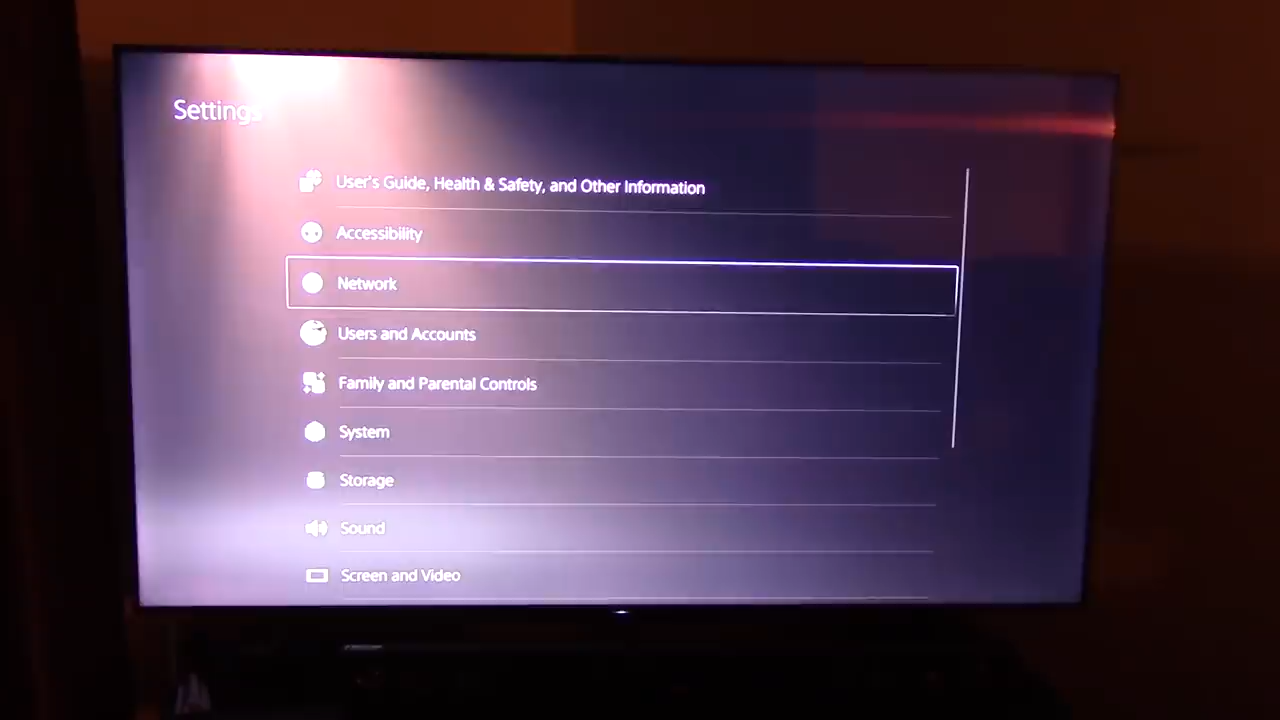 Settings
User's Guide, Health & Safety, and Other Information
Accessibility
Network
Users and Accounts
Family and Parental Controls
System
Storage
Sound
Screen and Video